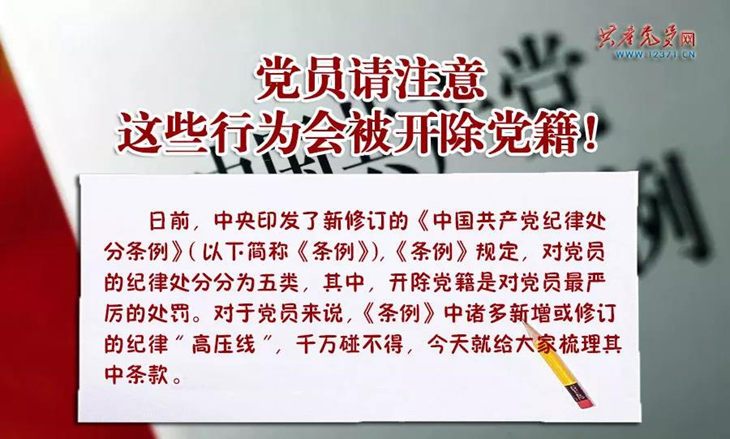 共产党员网
WWW.12371.CN
党员请注意
这些行为会被开除党籍！
日前，中央印发了新修订的《中国共产党纪律处
分条例》(以下简称《条例》),《条例》规定，对党员
的纪律处分分为五类，其中，开除党籍是对党员最严
厉的处罚。对于党员来说，《条例》中诸多新增或修订
的纪律“高压线”，千万碰不得，今天就给大家梳理其
中条款。